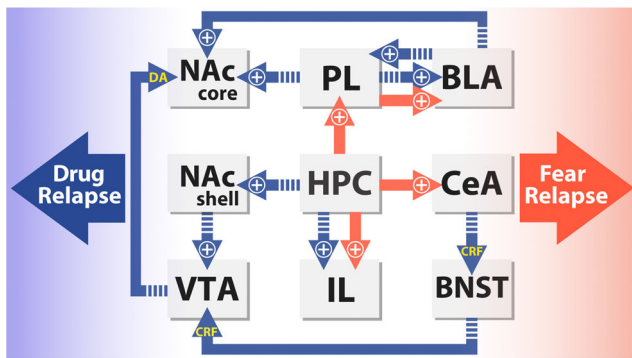 DA
NAc
core
PL
BLA
Drug
Relapse
NAc
shell
HPC
CeA
Fear
Relapse
CRF
VTA
IL
BNST
CRF